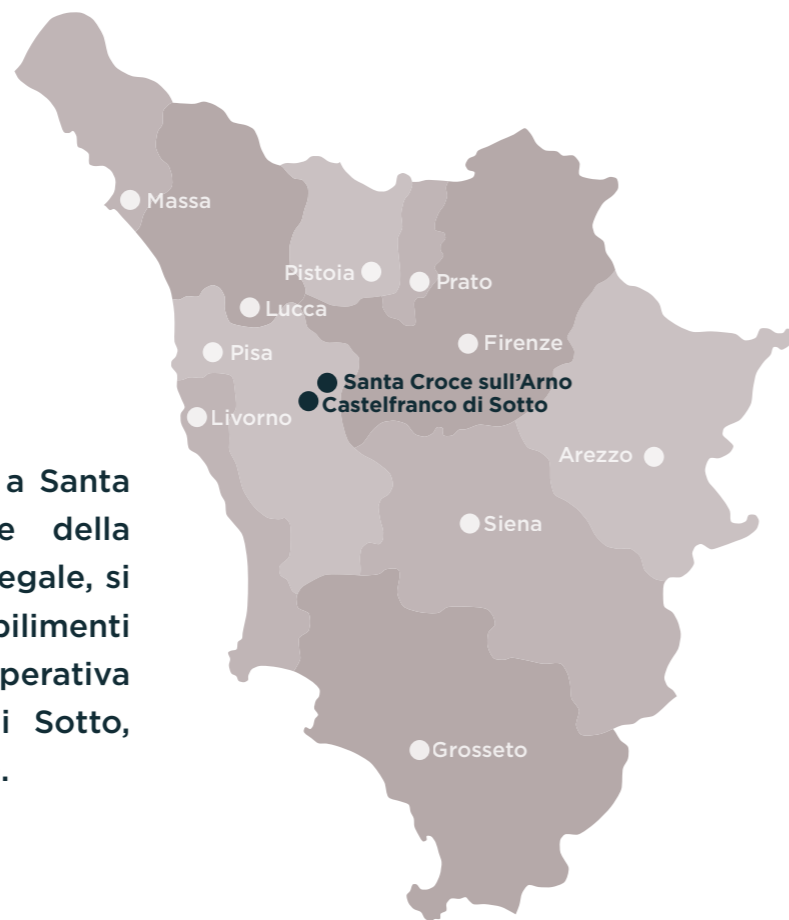 Massa
Pistoia
Prato
Lucca
Firenze
Pisa
Santa Croce sull'Arno
Castelfranco di Sotto
Livorno
Arezzo
Siena
Grosseto
a Santa
e della
egale, si
bilimenti
perativa
i Sotto,
.